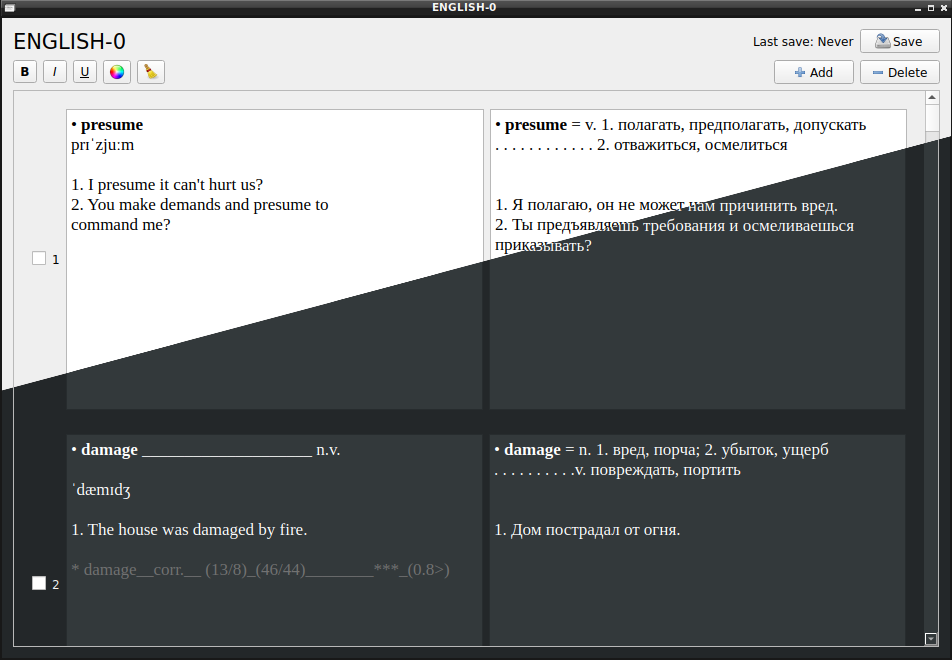 ENGLISH-0
ENGLISH-0
Last save: Never
Save
B
I
U
Add
Delete
1
• presume
prɪˈzjuːm
1. I presume it can't hurt us?
2. You make demands and presume to
command me?
• presume = v. 1. полагать, предполагать, допускать
. . . . . . . . . . . . 2. отважиться, осмелиться
1. Я полагаю, он не может нам причинить вред.
2. Ты предъявляешь требования и осмеливаешься
приказывать?
2
• damage ____________________ n.v.
ˈdæmɪdʒ
1. The house was damaged by fire.
* damage__corr.__ (13/8)_(46/44)________***_(0.8>)
• damage = n. 1. вред, порча; 2. убыток, ущерб
. . . . . . . . . .v. повреждать, портить
1. Дом пострадал от огня.